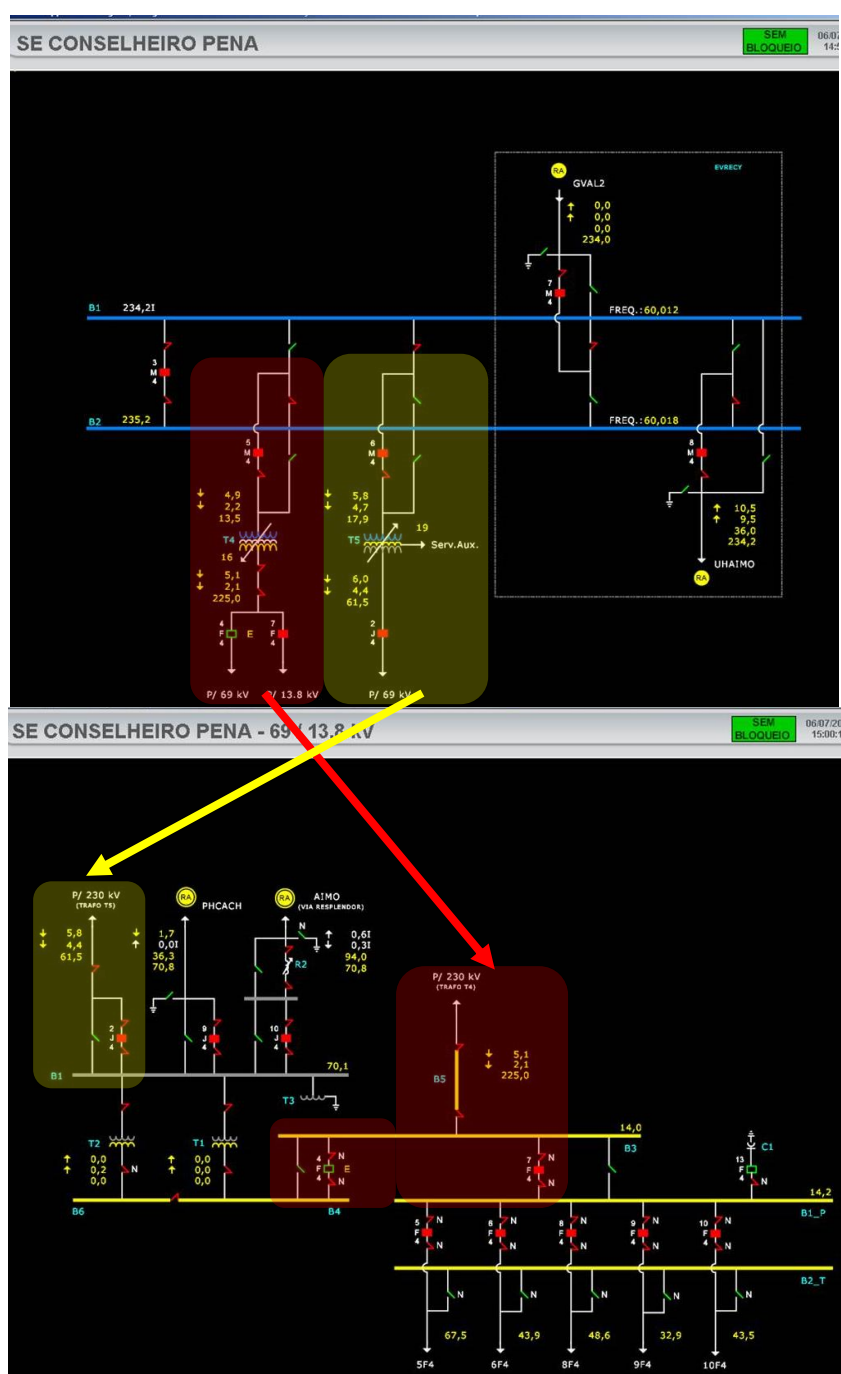 SE CONSELHEIRO PENA
SEM
BLOQUEIO
RA
EVRECY
GVAL2
0,0
0,0
0,0
234,0
7
M
4
B1 234,2I
FREQ.:60,012
3
M
4
B2 235,2
FREQ.:60,018
5
M
4
6
M
4
8
M
4
4,9
2,2
13,5
5,8
4,7
17,9
10,5
9,5
36,0
234,2
19
T4
T5
Serv.Aux.
16
UHAIMO
RA
5,1
2,1
225,0
6,0
4,4
61,5
4
F
4
E
7
F
4
2
J
4
P/ 69 kV
P/ 13.8 kV
P/ 69 kV
SE CONSELHEIRO PENA - 69 / 13.8 kV
SEM
BLOQUEIO
P/ 230 kV
(TRAFO T5)
RA
PHCACH
RA
AIMO
(VIA RESPLENDOR)
5,8
4,4
61,5
1,7
0,0I
36,3
70,8
N
0,6I
0,3I
94,0
70,8
R2
P/ 230 kV
(TRAFO T4)
2
J
4
9
J
4
10
J
4
5,1
2,1
225,0
B5
B1
70,1
T3
14,0
B3
T2
T1
C1
0,0
0,2
0,0
N
0,0
0,0
0,0
4
F
4
N
E
N
7
F
4
N
N
13
F
4
N
14,2
B6
B4
B1_P
5
F
4
N
N
6
F
4
N
N
8
F
4
N
N
9
F
4
N
N
10
F
4
N
N
B2_T
N
N
N
N
N
67,5
43,9
48,6
32,9
43,5
5F4
6F4
8F4
9F4
10F4